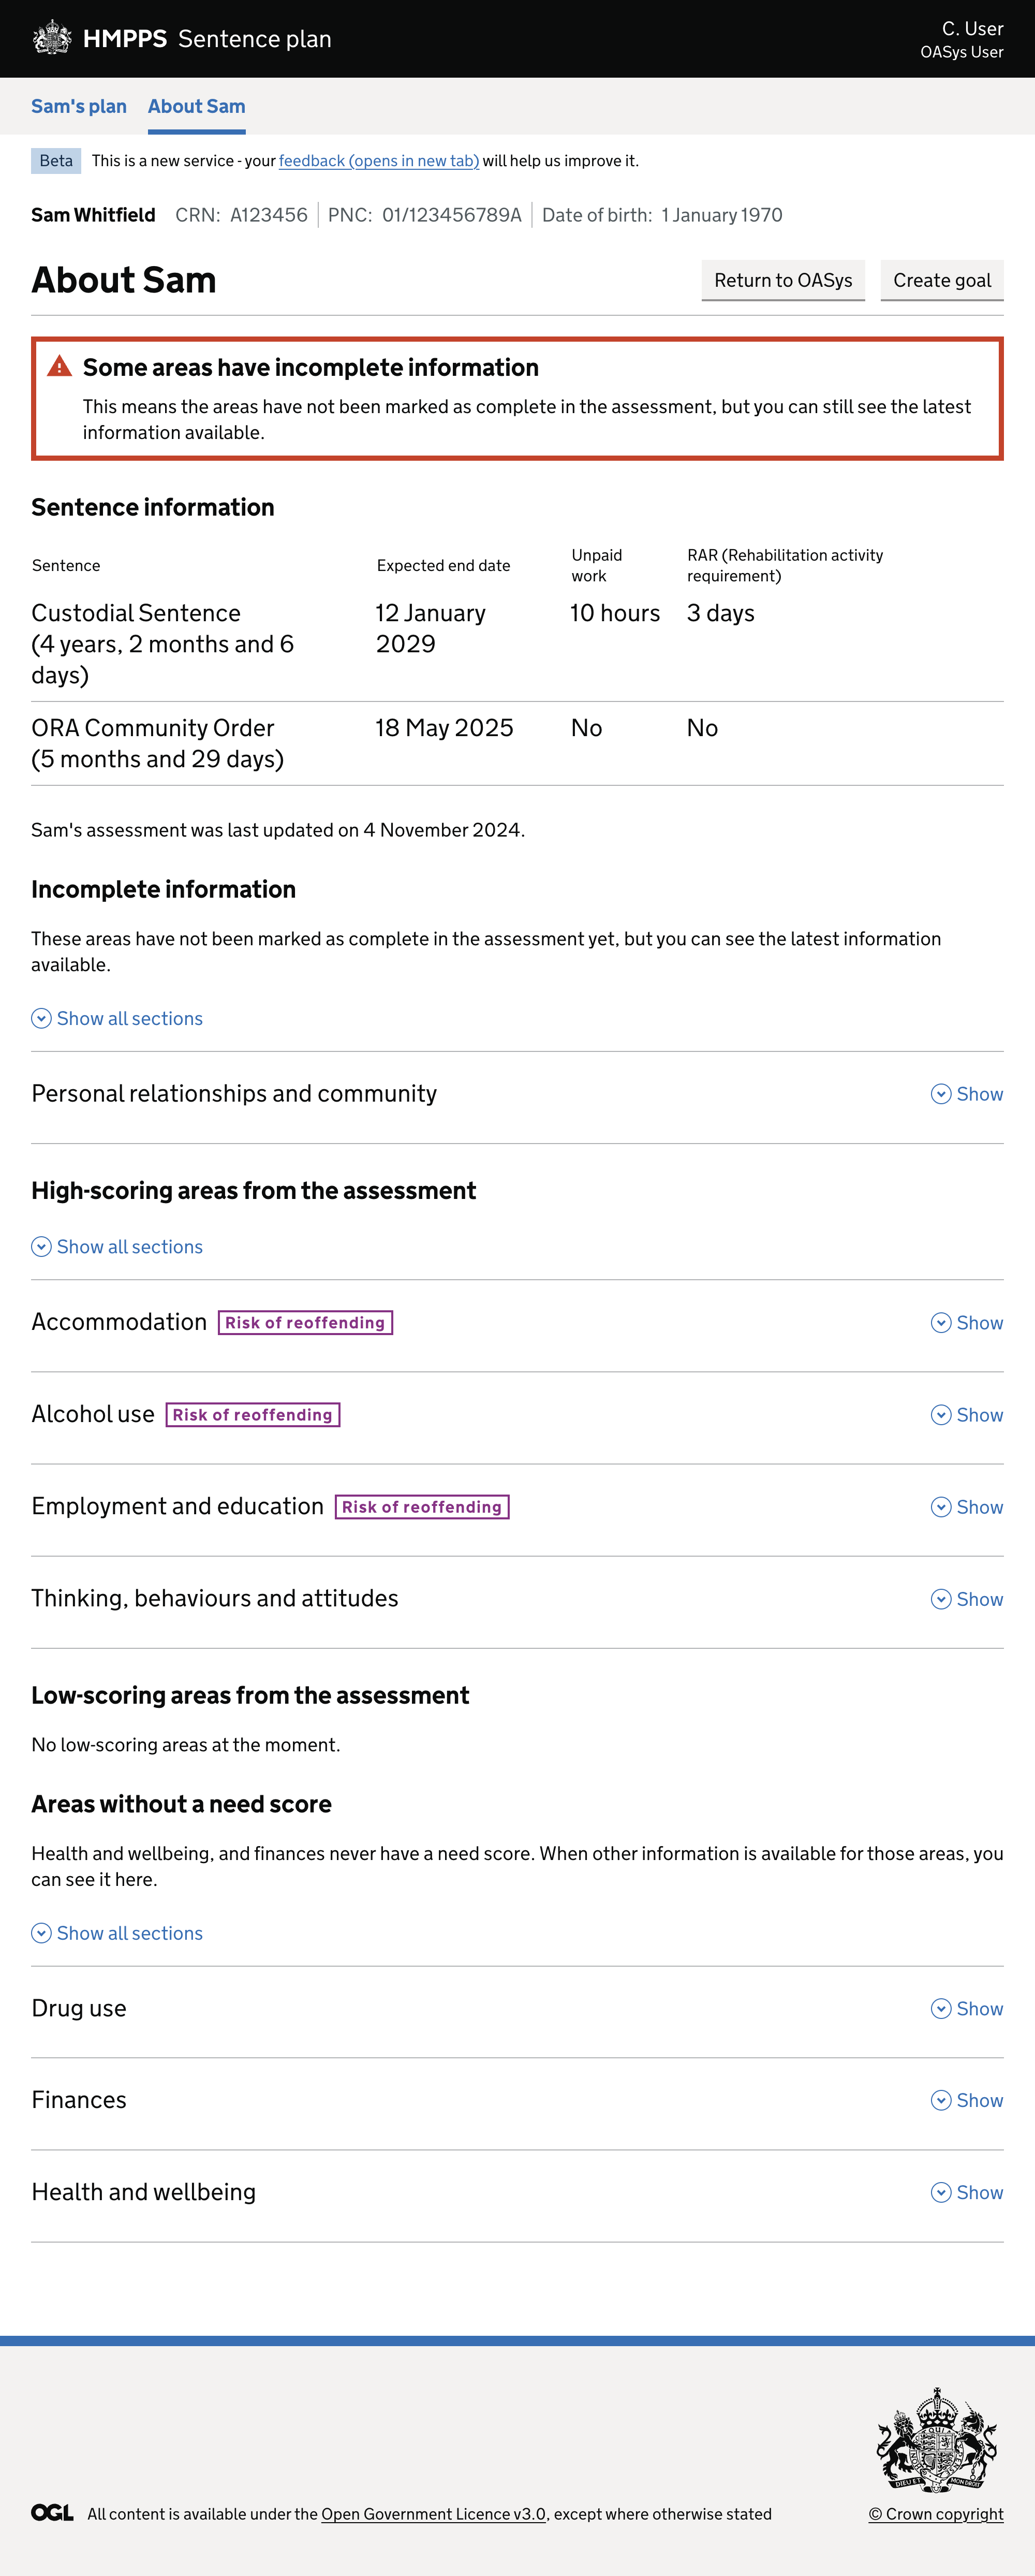 HMPPS Sentence plan
C. User
OASys User
Sam's plan About Sam
Beta This is a new service - your feedback (opens in new tab) will help us improve it.
Sam Whitfield CRN: A123456 PNC: 01/123456789A Date of birth: 1 January 1970
About Sam
Return to OASys Create goal
Some areas have incomplete information
This means the areas have not been marked as complete in the assessment, but you can still see the latest
information available.
Sentence information
Sentence Expected end date Unpaid work RAR (Rehabilitation activity requirement)
Custodial Sentence
(4 years, 2 months and 6
days)
12 January
2029
10 hours
3 days
ORA Community Order
(5 months and 29 days)
18 May 2025
No
No
Sam's assessment was last updated on 4 November 2024.
Incomplete information
These areas have not been marked as complete in the assessment yet, but you can see the latest information
available.
Show all sections
Personal relationships and community Show
High-scoring areas from the assessment
Show all sections
Accommodation Risk of reoffending Show
Alcohol use Risk of reoffending Show
Employment and education Risk of reoffending Show
Thinking, behaviours and attitudes Show
Low-scoring areas from the assessment
No low-scoring areas at the moment.
Areas without a need score
Health and wellbeing, and finances never have a need score. When other information is available for those areas, you
can see it here.
Show all sections
Drug use Show
Finances Show
Health and wellbeing Show
DIEU ET MON DROIT
OGL All content is available under the Open Government Licence v3.0, except where otherwise stated
© Crown copyright